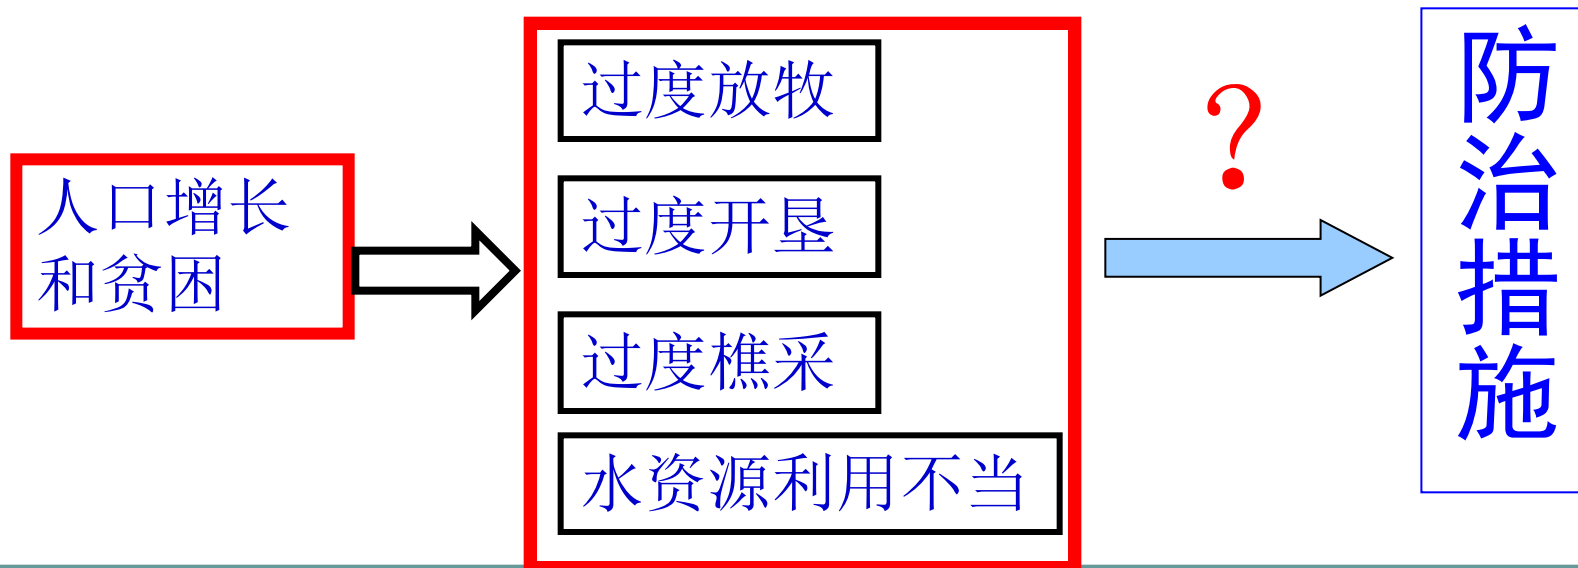 人口增长
和贫困
过度放牧
过度开垦
过度樵采
水资源利用不当
？
防治措施